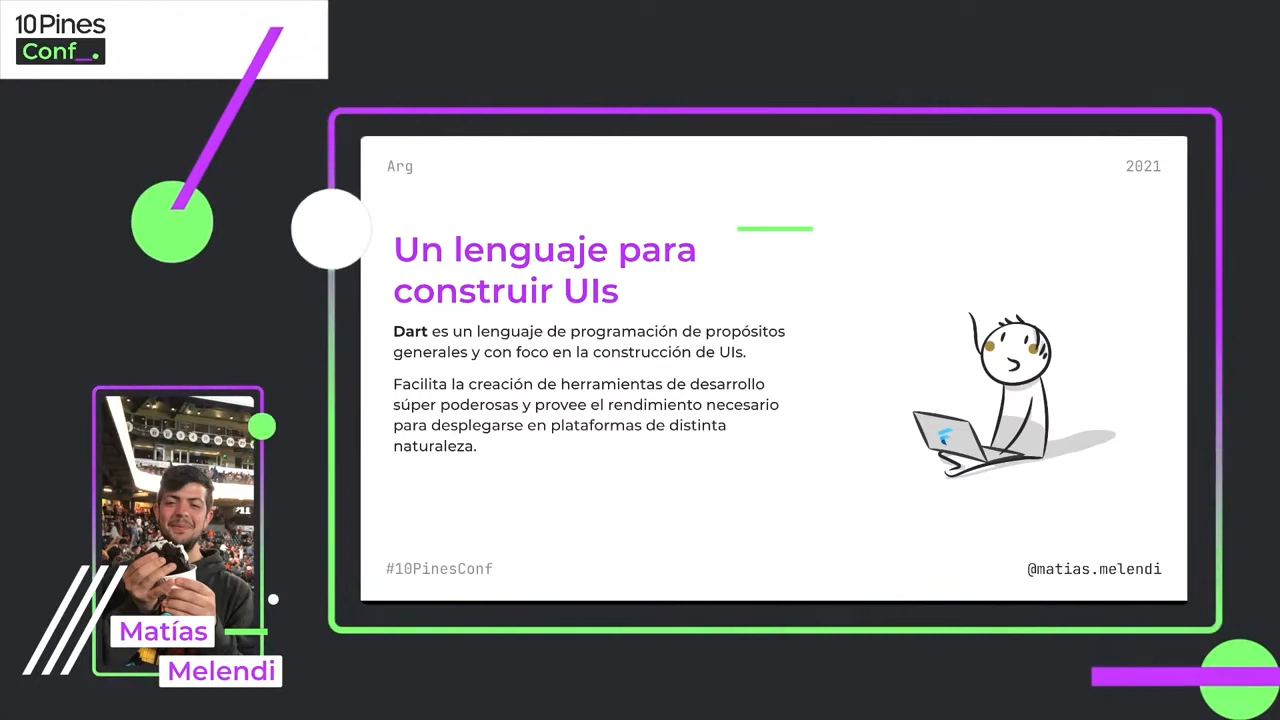 10Pines
Conf_.
Arg
2021
Un lenguaje para
construir UIs
Dart es un lenguaje de programación de propósitos
generales y con foco en la construcción de UIs.
Facilita la creación de herramientas de desarrollo
súper poderosas y provee el rendimiento necesario
para desplegarse en plataformas de distinta
naturaleza.
#10PinesConf
@matias.melendi
Matías
Melendi